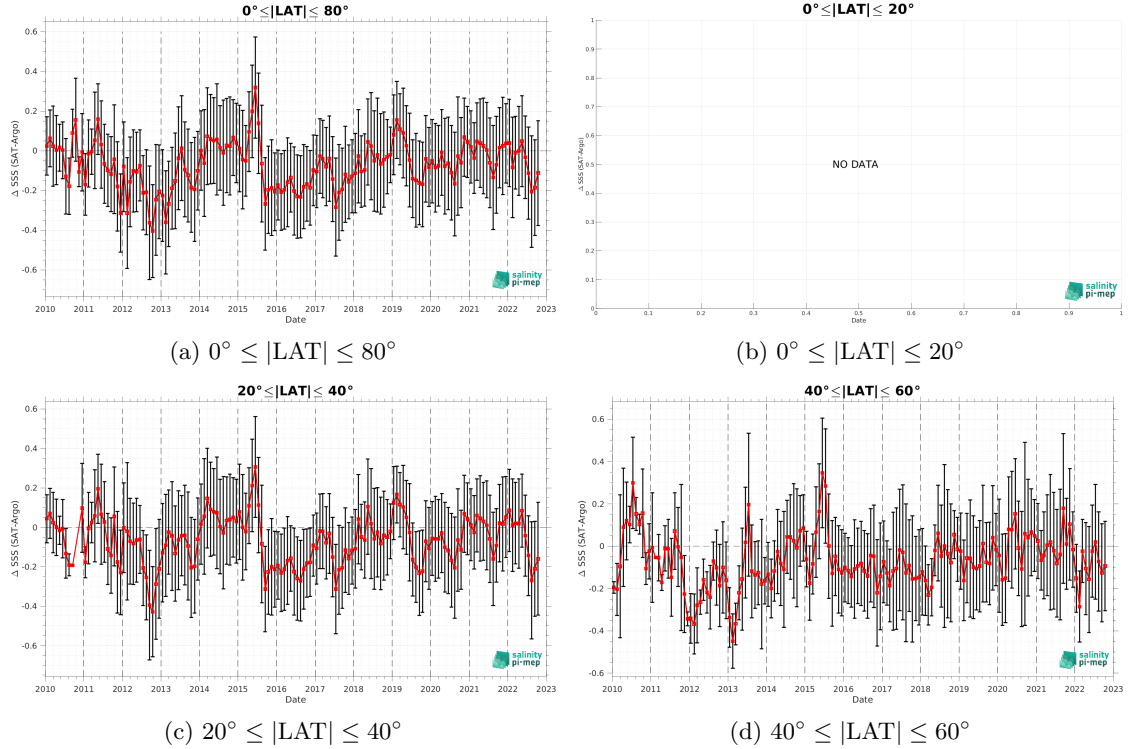 0°≤|LAT|≤ 80°
Δ SSS (SAT-Argo)
0.6
0.4
0.2
0
-0.2
-0.4
-0.6
2010 2011 2012 2013 2014 2015 2016 2017 2018 2019 2020 2021 2022 2023
Date
salinity
pi-mep
(a) 0° ≤ |LAT| ≤ 80°
0°≤|LAT|≤ 20°
Δ SSS (SAT-Argo)
1
0.9
0.8
0.7
0.6
0.5
0.4
0.3
0.2
0.1
0
NO DATA
0 0.1 0.2 0.3 0.4 0.5 0.6 0.7 0.8 0.9 1
Date
salinity
pi-mep
(b) 0° ≤ |LAT| ≤ 20°
20°≤|LAT|≤ 40°
Δ SSS (SAT-Argo)
0.6
0.4
0.2
0
-0.2
-0.4
-0.6
2010 2011 2012 2013 2014 2015 2016 2017 2018 2019 2020 2021 2022 2023
Date
salinity
pi-mep
(c) 20° ≤ |LAT| ≤ 40°
40°≤|LAT|≤ 60°
Δ SSS (SAT-Argo)
0.6
0.4
0.2
0
-0.2
-0.4
-0.6
2010 2011 2012 2013 2014 2015 2016 2017 2018 2019 2020 2021 2022 2023
Date
salinity
pi-mep
(d) 40° ≤ |LAT| ≤ 60°